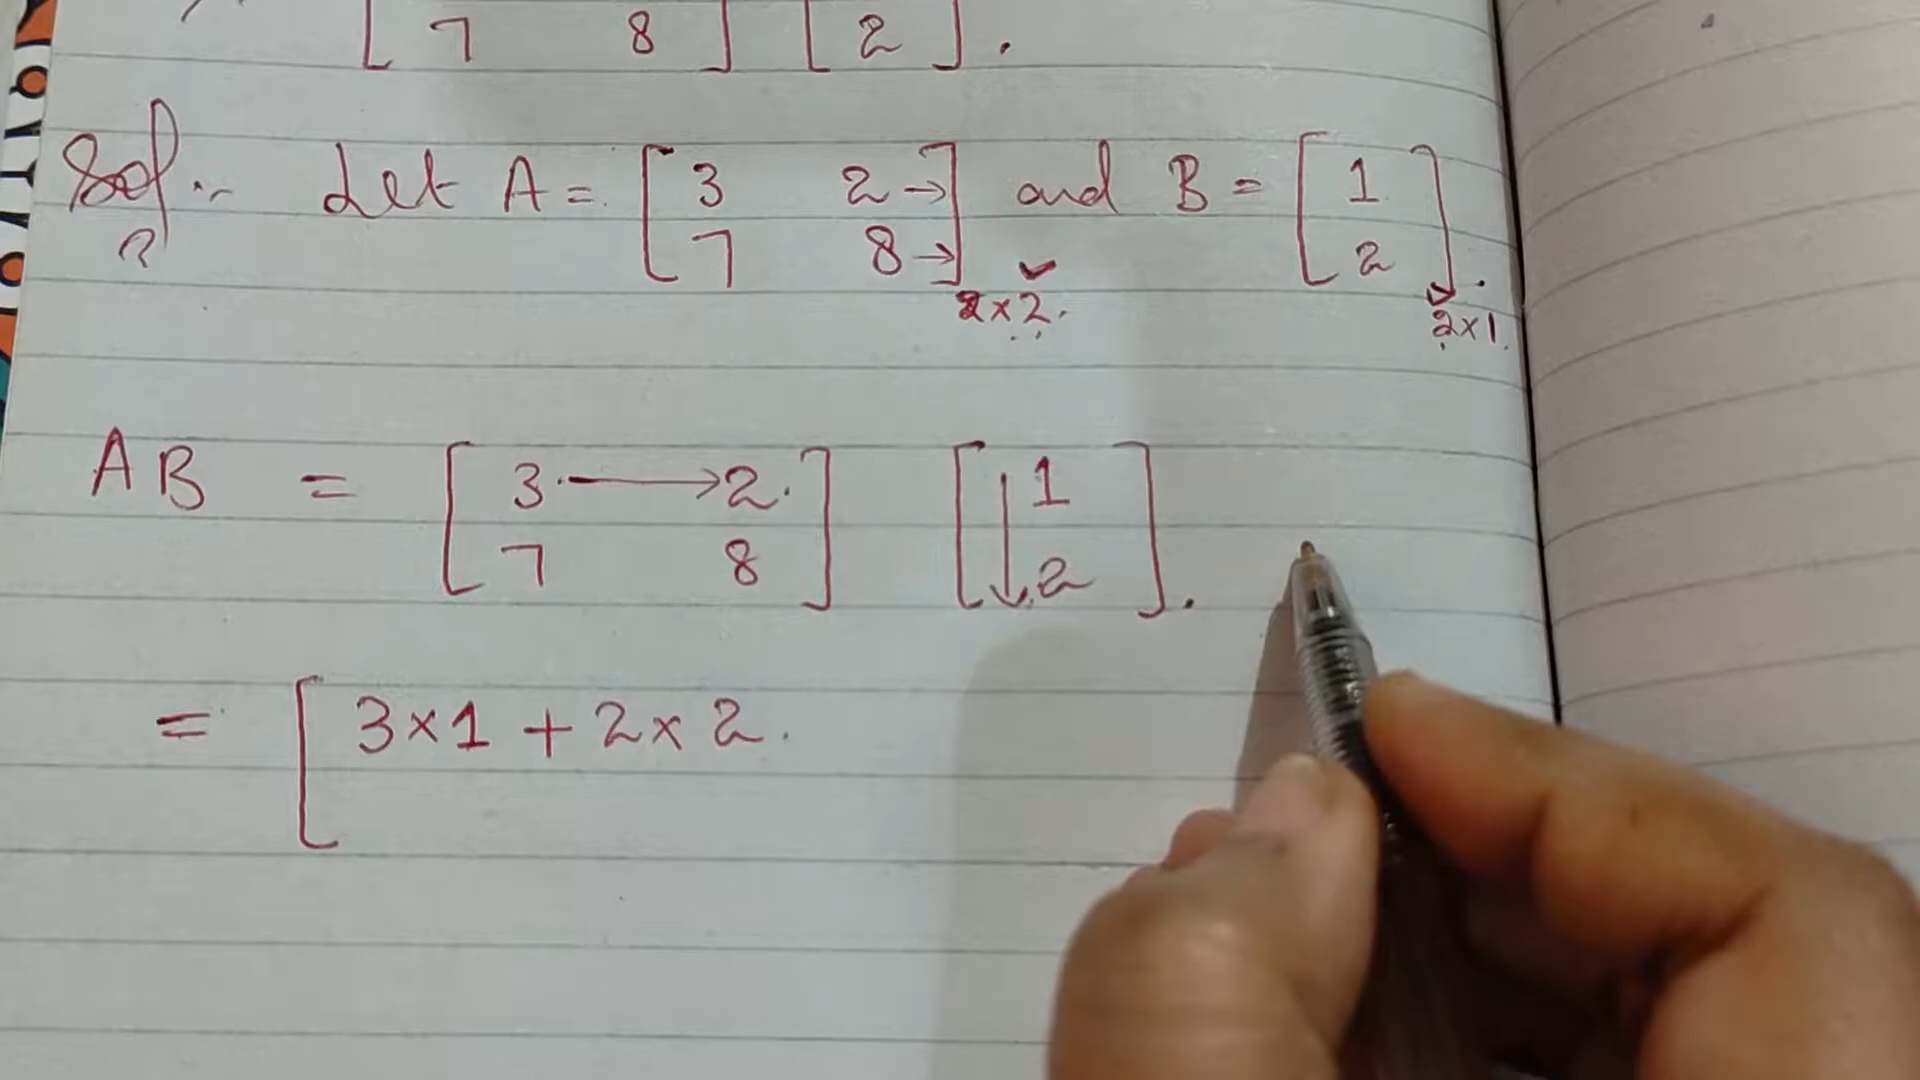 [7 8] [2].
Sol:- Let A = [3 2→] and B = [1]
[7 8→] [2].
2×2. 2×1.
AB = [3.→2.] [↓1]
[7 8] [2].
= [3×1 + 2×2.